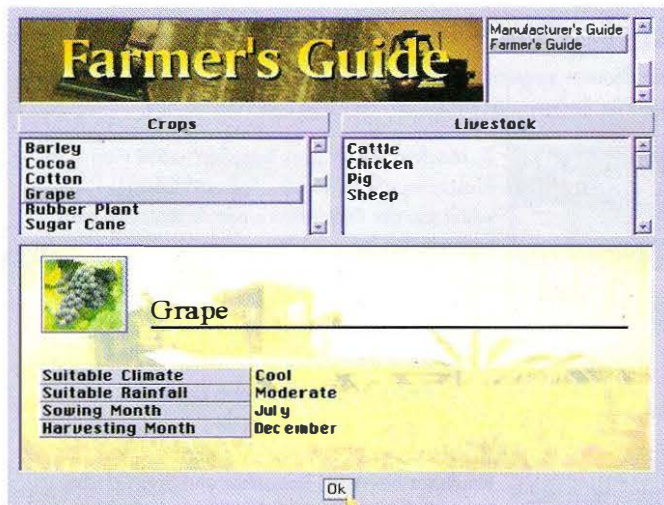 Farmer's Guide
Manufacturer's Guide
Farmer's Guide
Crops
Livestock
Barley
Cocoa
Cotton
Grape
Rubber Plant
Sugar Cane
Cattle
Chicken
Pig
Sheep
Grape
Suitable Climate Cool
Suitable Rainfall Moderate
Sowing Month July
Harvesting Month December
Ok